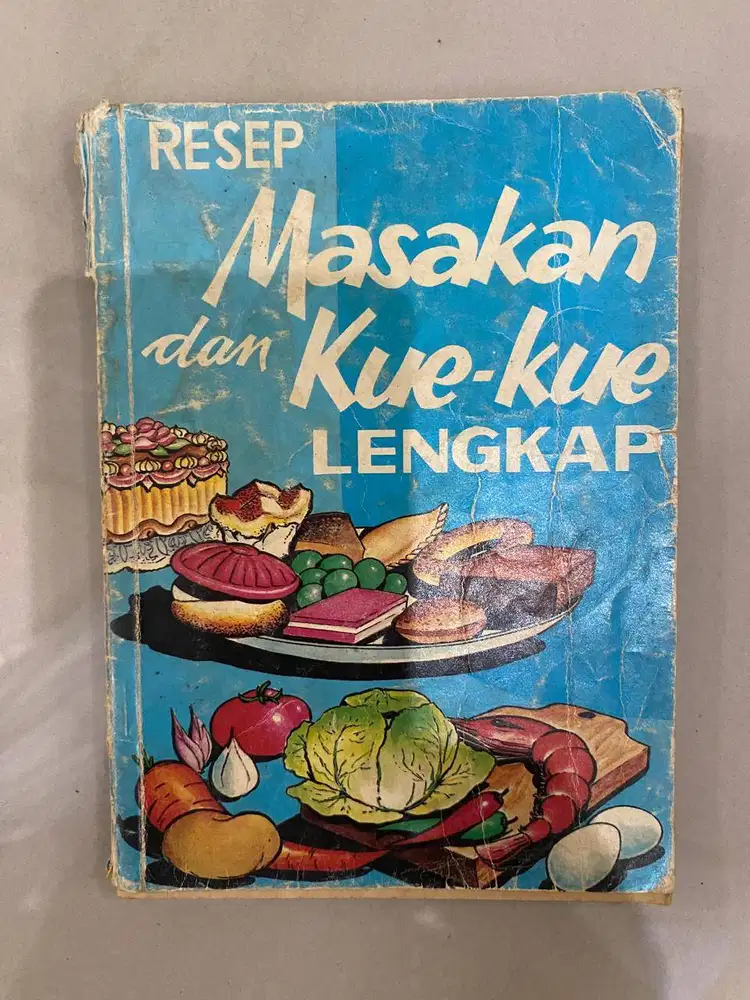 RESEP
Masakan
dan Kue-kue
LENGKAP